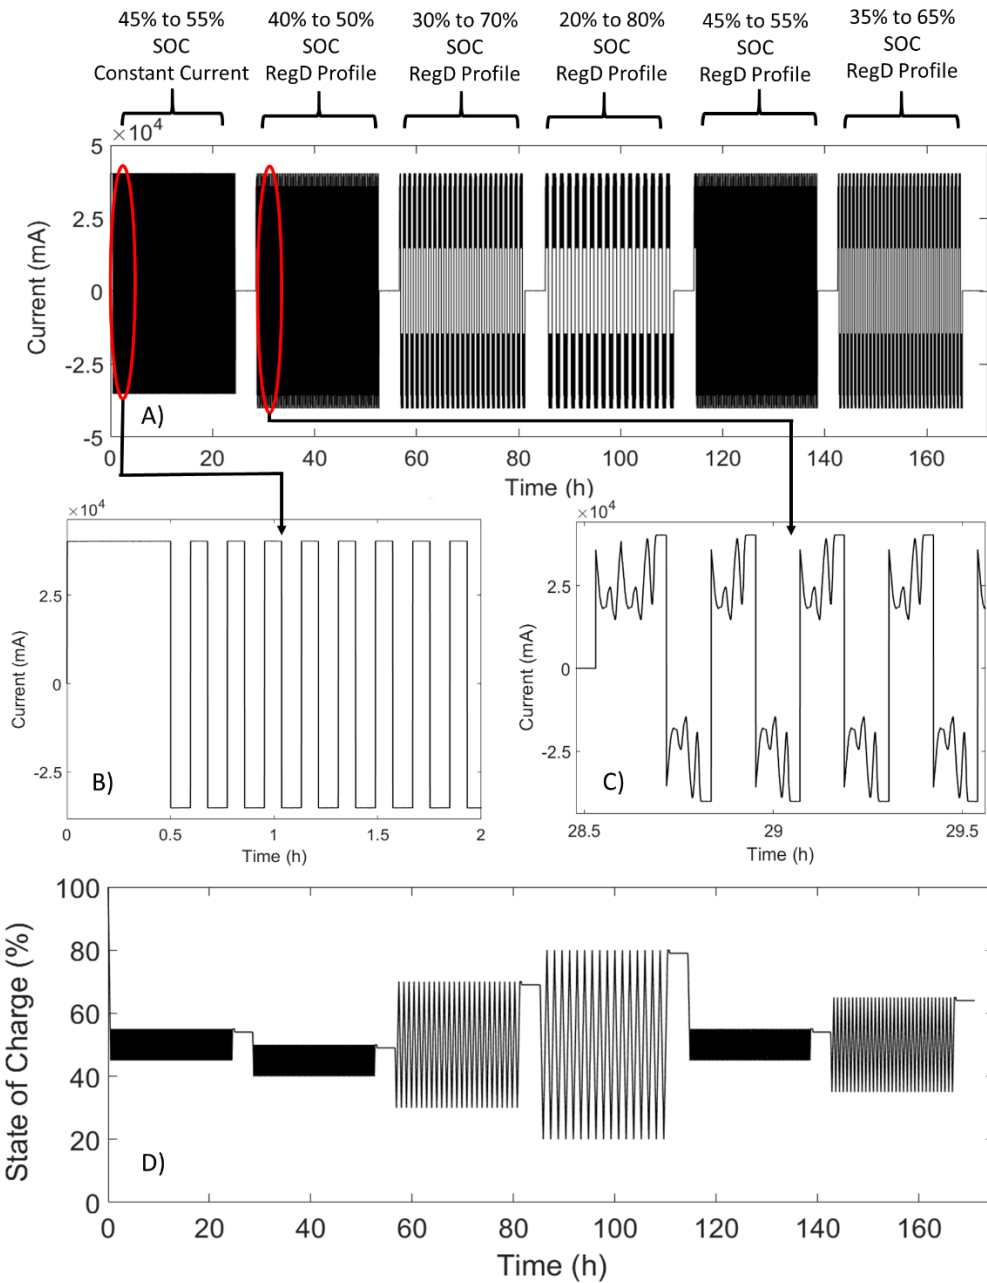 45% to 55% 40% to 50% 30% to 70% 20% to 80% 45% to 55% 35% to 65%
SOC SOC SOC SOC SOC SOC
Constant Current RegD Profile RegD Profile RegD Profile RegD Profile RegD Profile
×10⁴
5
2.5
0
-2.5
-5
Current (mA)
A)
0 20 40 60 80 100 120 140 160
Time (h)
×10⁴
2.5
0
-2.5
Current (mA)
B)
0 0.5 1 1.5 2
Time (h)
×10⁴
2.5
0
-2.5
Current (mA)
C)
28.5 29 29.5
Time (h)
100
80
60
40
20
0
State of Charge (%)
D)
0 20 40 60 80 100 120 140 160
Time (h)